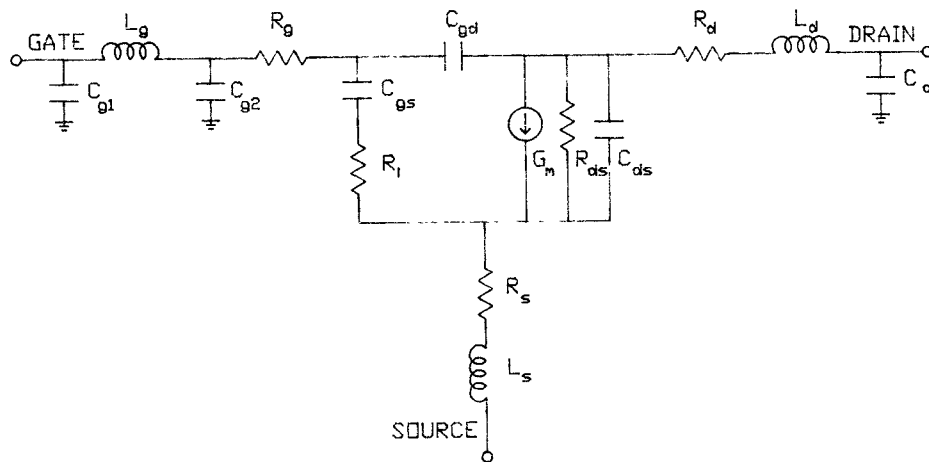 L_g
R_g
C_gd
R_d
L_d
GATE
DRAIN
C_g1
C_g2
C_gs
R_i
G_m
R_ds
C_ds
R_s
L_s
SOURCE